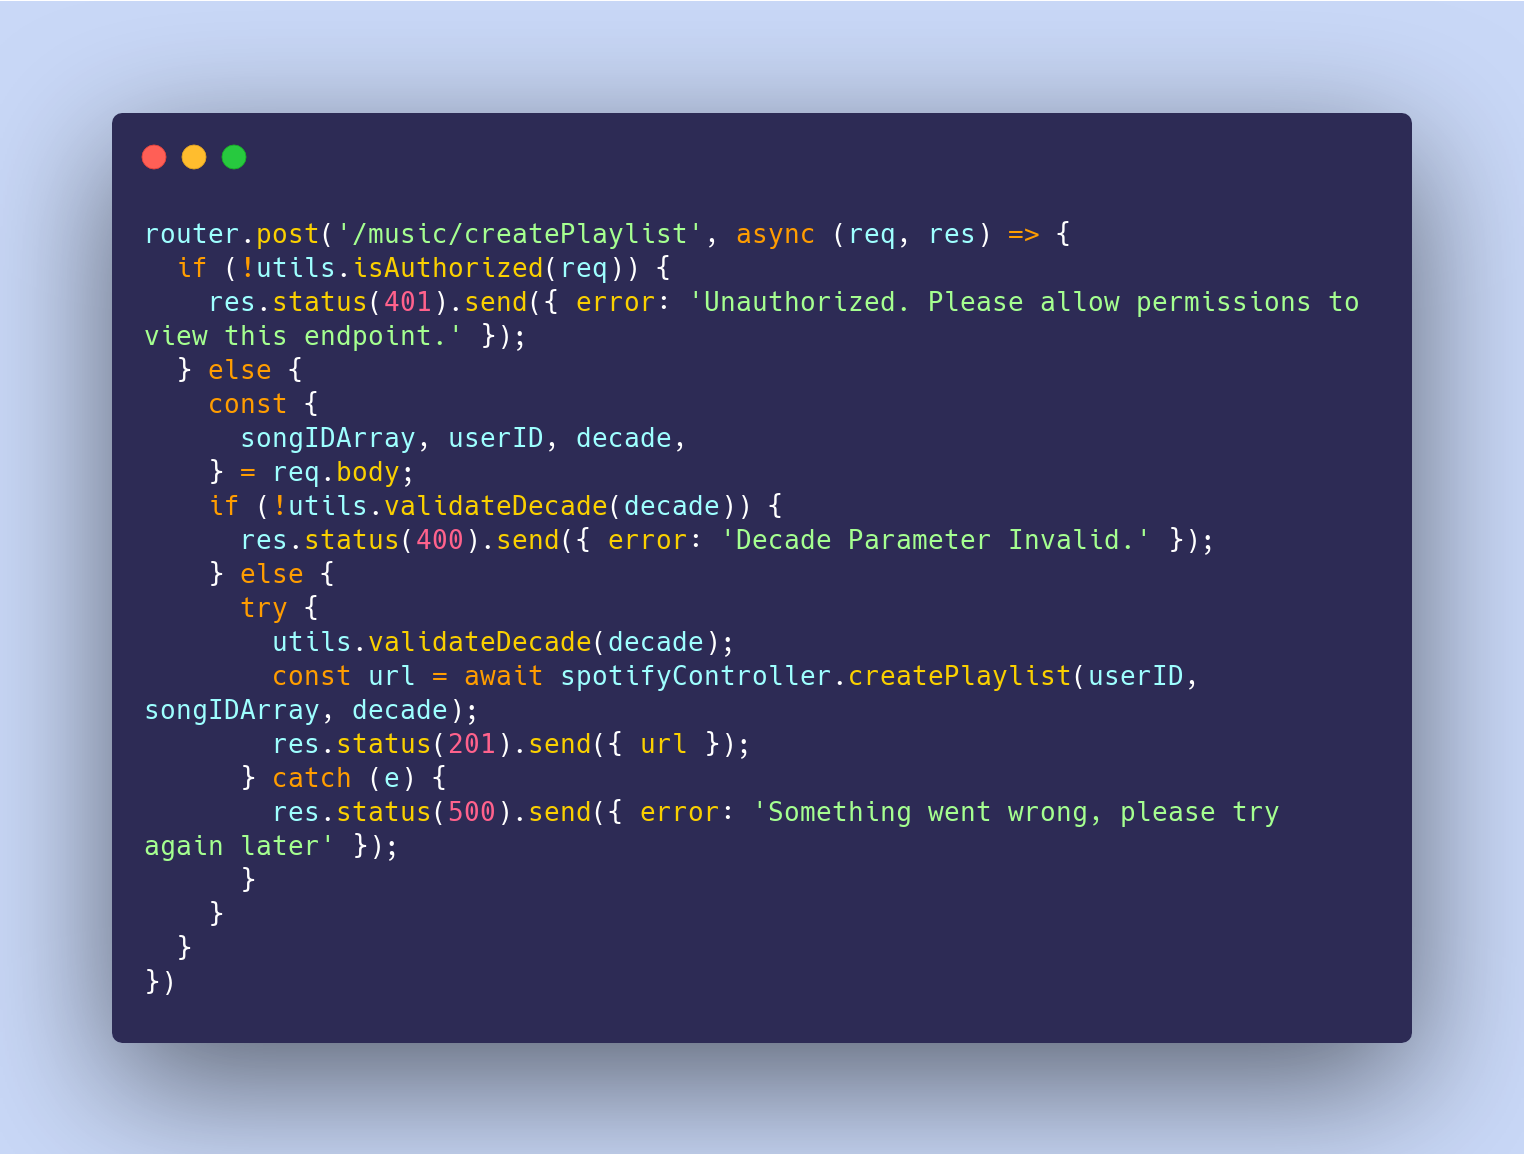 router.post('/music/createPlaylist', async (req, res) => {
  if (!utils.isAuthorized(req)) {
    res.status(401).send({ error: 'Unauthorized. Please allow permissions to
view this endpoint.' });
  } else {
    const {
      songIDArray, userID, decade,
    } = req.body;
    if (!utils.validateDecade(decade)) {
      res.status(400).send({ error: 'Decade Parameter Invalid.' });
    } else {
      try {
        utils.validateDecade(decade);
        const url = await spotifyController.createPlaylist(userID,
songIDArray, decade);
        res.status(201).send({ url });
      } catch (e) {
        res.status(500).send({ error: 'Something went wrong, please try
again later' });
      }
    }
  }
})